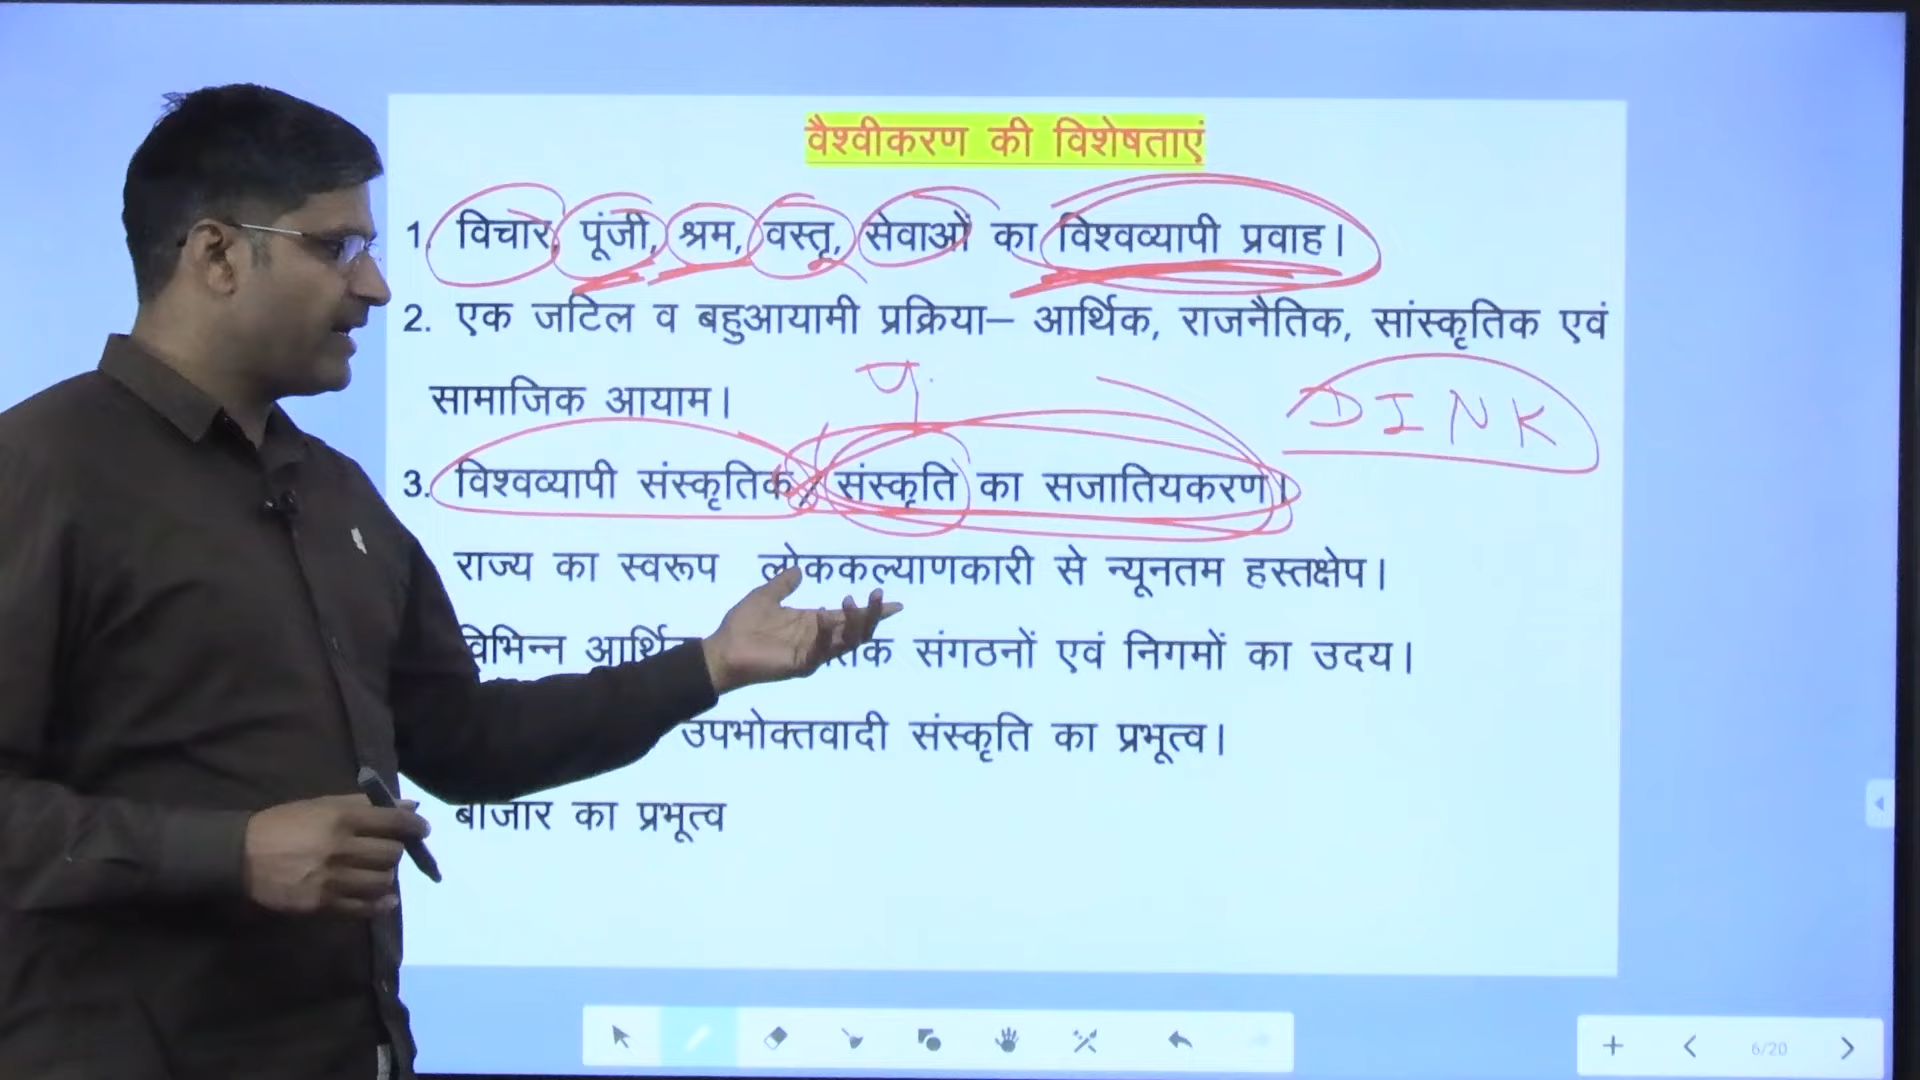 वैश्वीकरण की विशेषताएं
1. विचार, पूंजी, श्रम, वस्तु, सेवाओं का विश्वव्यापी प्रवाह।
2. एक जटिल व बहुआयामी प्रक्रिया– आर्थिक, राजनैतिक, सांस्कृतिक एवं
सामाजिक आयाम।
DINK
3. विश्वव्यापी संस्कृतिक / संस्कृति का सजातियकरण।
राज्य का स्वरूप लोककल्याणकारी से न्यूनतम हस्तक्षेप।
विभिन्न संगठनों एवं निगमों का उदय।
उपभोक्तवादी संस्कृति का प्रभूत्व।
बाजार का प्रभूत्व
6/20